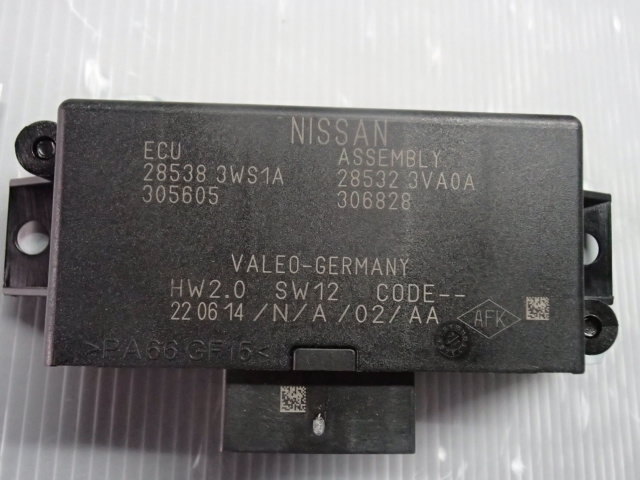 NISSAN
ECU ASSEMBLY
28538 3WS1A 28532 3VA0A
305605 306828
VALEO-GERMANY
HW2.0 SW12 CODE--
22.06.14/N/A/02/AA AFK
>PA66 GF15<